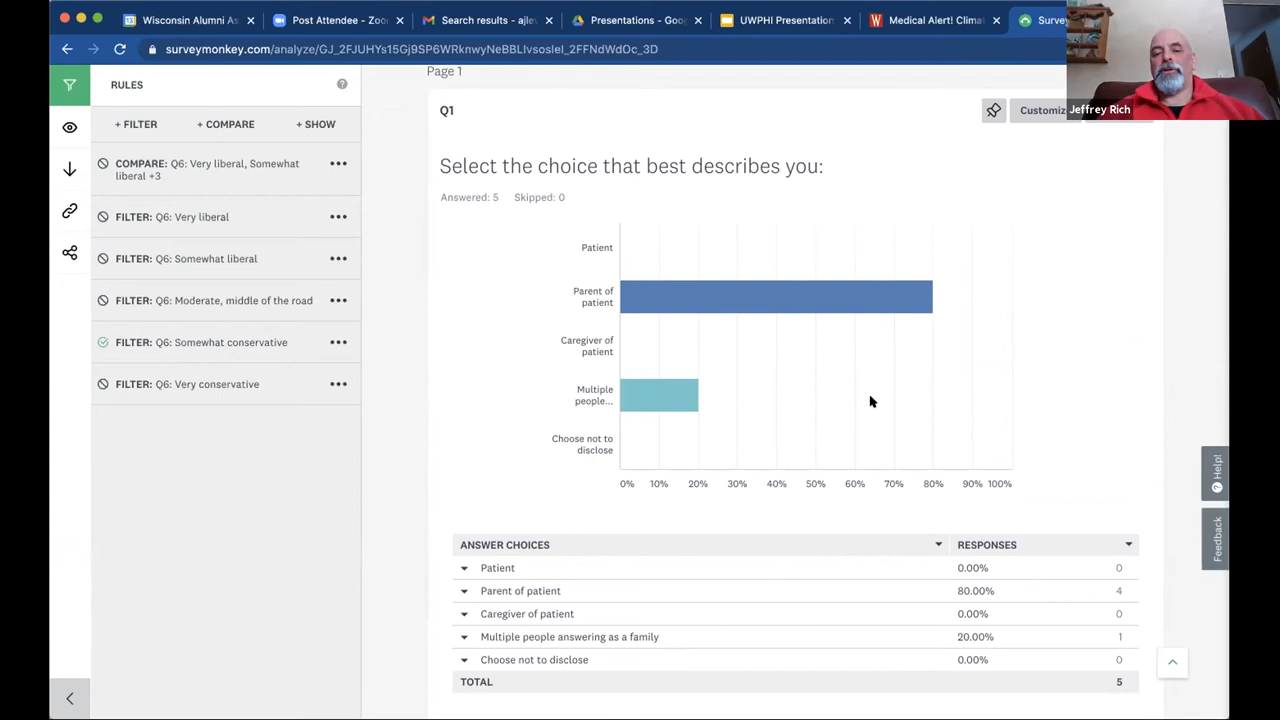 Wisconsin Alumni As
Post Attendee - Zoo
Search results - ajlev
Presentations - Goog
UWPHI Presentation
Medical Alert! Climat
Surve
surveymonkey.com/analyze/GJ_2FJUHYs15Gj9SP6WRknwyNeBBLIvsosIeI_2FFNdWdOc_3D
RULES
+ FILTER
+ COMPARE
+ SHOW
COMPARE: Q6: Very liberal, Somewhat
liberal +3
FILTER: Q6: Very liberal
FILTER: Q6: Somewhat liberal
FILTER: Q6: Moderate, middle of the road
FILTER: Q6: Somewhat conservative
FILTER: Q6: Very conservative
Page 1
Q1
Customiz
Jeffrey Rich
Select the choice that best describes you:
Answered: 5 Skipped: 0
Patient
Parent of
patient
Caregiver of
patient
Multiple
people...
Choose not to
disclose
0% 10% 20% 30% 40% 50% 60% 70% 80% 90% 100%
ANSWER CHOICES RESPONSES
Patient 0.00% 0
Parent of patient 80.00% 4
Caregiver of patient 0.00% 0
Multiple people answering as a family 20.00% 1
Choose not to disclose 0.00% 0
TOTAL 5
Help!
Feedback